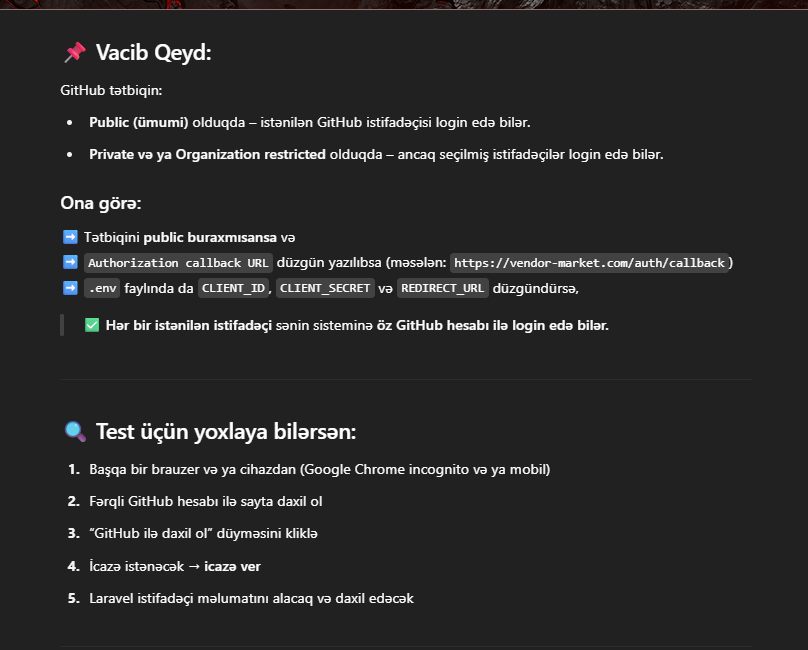 📌 Vacib Qeyd:
GitHub tətbiqin:
• Public (ümumi) olduqda – istənilən GitHub istifadəçisi login edə bilər.
• Private və ya Organization restricted olduqda – ancaq seçilmiş istifadəçilər login edə bilər.
Ona görə:
➡️ Tətbiqini public buraxmısansa və
➡️ Authorization callback URL düzgün yazılıbsa (məsələn: https://vendor-market.com/auth/callback)
➡️ .env faylında da CLIENT_ID, CLIENT_SECRET və REDIRECT_URL düzgündürsə,
✅ Hər bir istənilən istifadəçi sənin sisteminə öz GitHub hesabı ilə login edə bilər.
🔍 Test üçün yoxlaya bilərsən:
1. Başqa bir brauzer və ya cihazdan (Google Chrome incognito və ya mobil)
2. Fərqli GitHub hesabı ilə sayta daxil ol
3. “GitHub ilə daxil ol” düyməsini kliklə
4. İcazə istənəcək → icazə ver
5. Laravel istifadəçi məlumatını alacaq və daxil edəcək